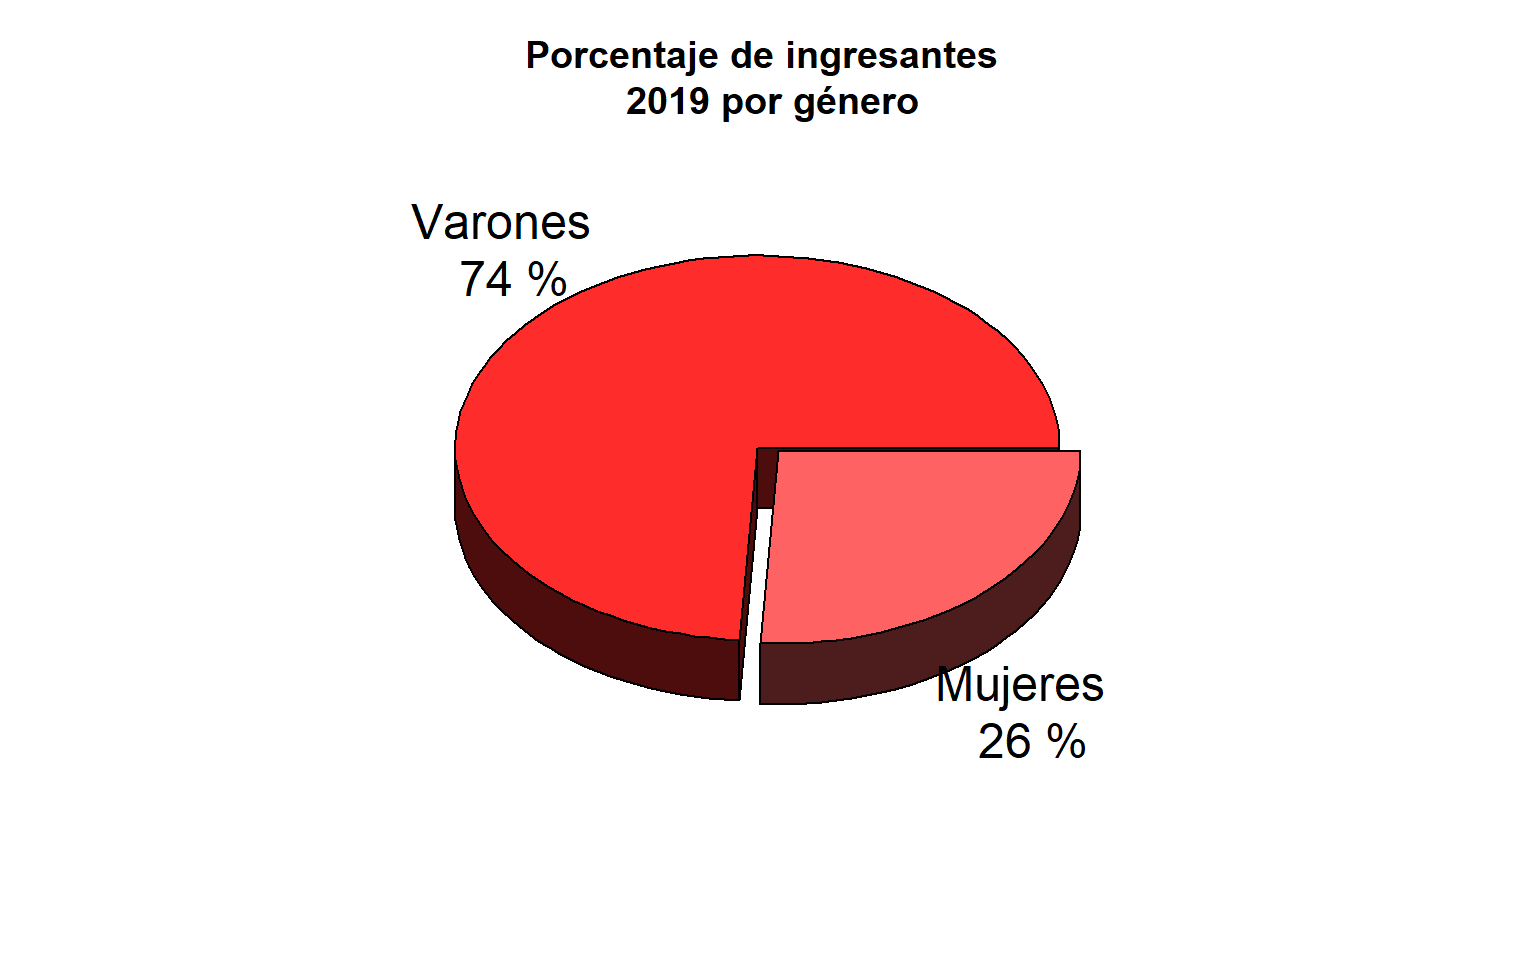 Porcentaje de ingresantes
2019 por género
Varones
74 %
Mujeres
26 %